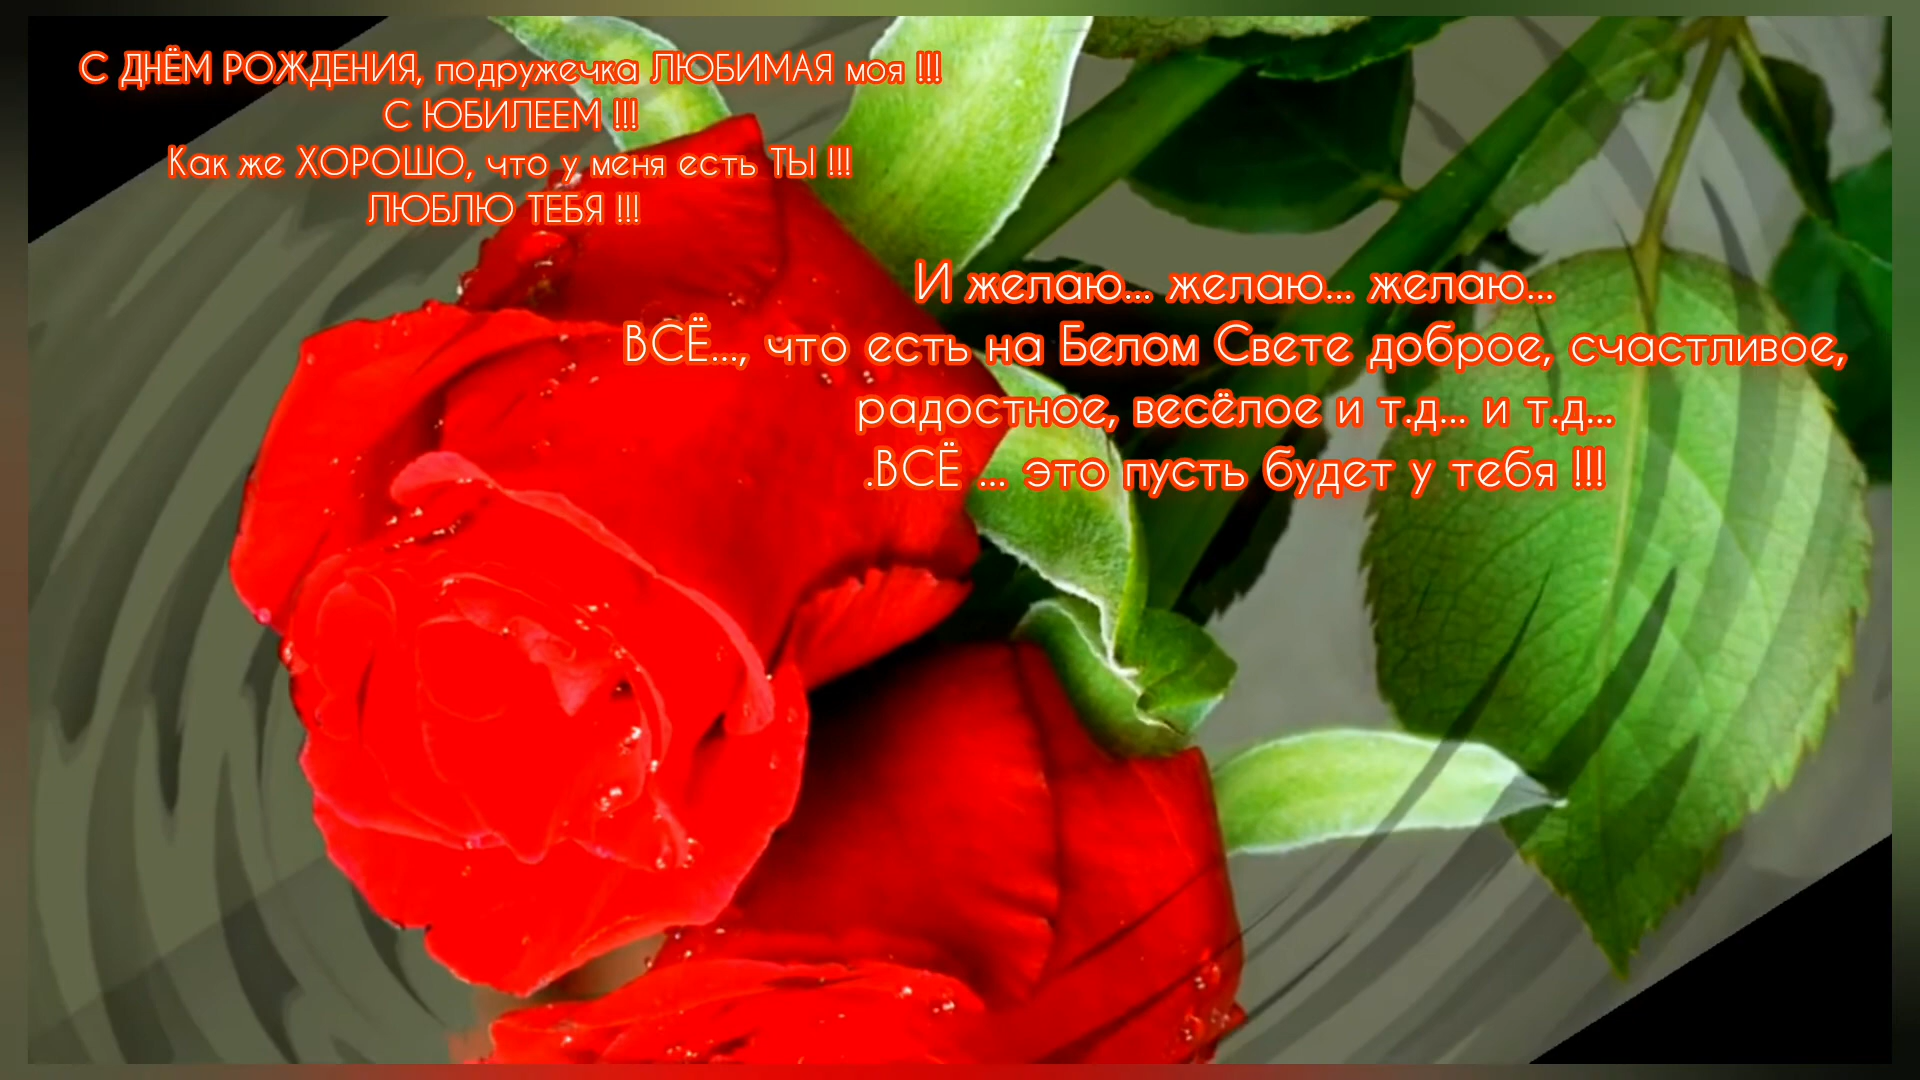 С ДНЁМ РОЖДЕНИЯ, подружечка ЛЮБИМАЯ моя !!!
С ЮБИЛЕЕМ !!!
Как же ХОРОШО, что у меня есть ТЫ !!!
ЛЮБЛЮ ТЕБЯ !!!
И желаю... желаю... желаю...
ВСЁ..., что есть на Белом Свете доброе, счастливое,
радостное, весёлое и т.д... и т.д...
.ВСЁ ... это пусть будет у тебя !!!